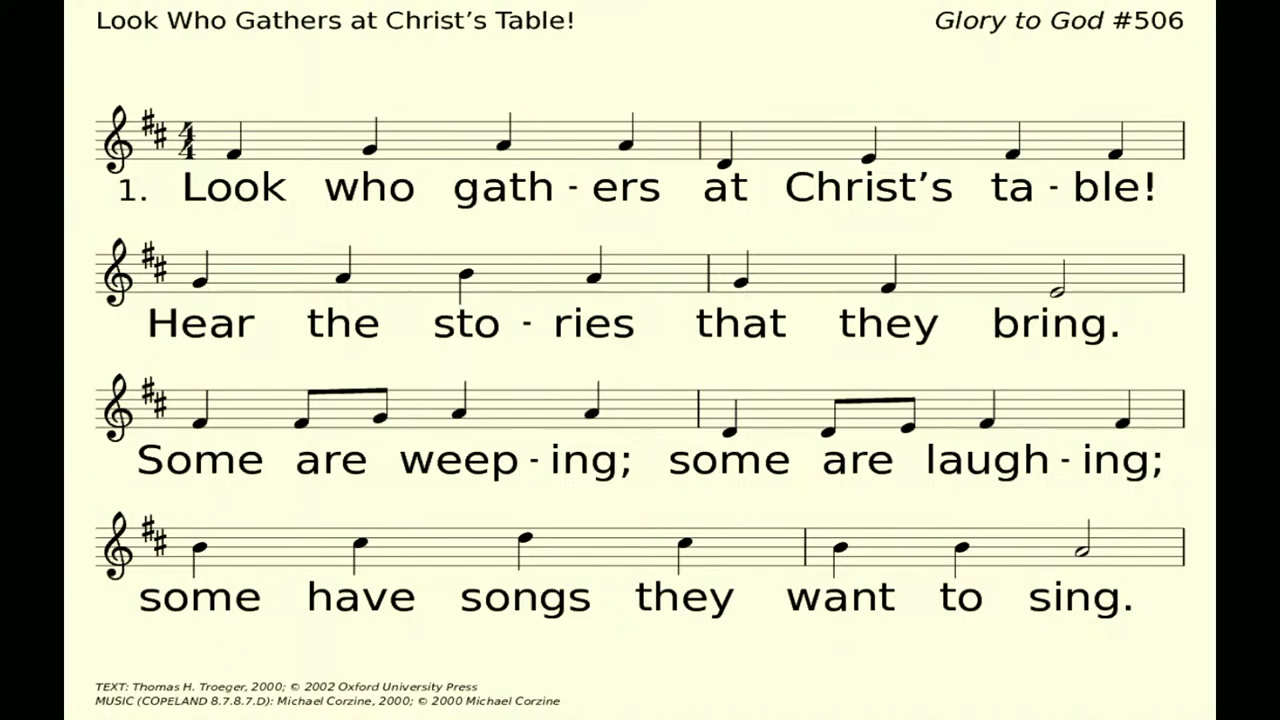 Look Who Gathers at Christ’s Table!
Glory to God #506
4
4
1. Look who gath - ers at Christ’s ta - ble!
Hear the sto - ries that they bring.
Some are weep - ing; some are laugh - ing;
some have songs they want to sing.
TEXT: Thomas H. Troeger, 2000; © 2002 Oxford University Press
MUSIC (COPELAND 8.7.8.7.D): Michael Corzine, 2000; © 2000 Michael Corzine